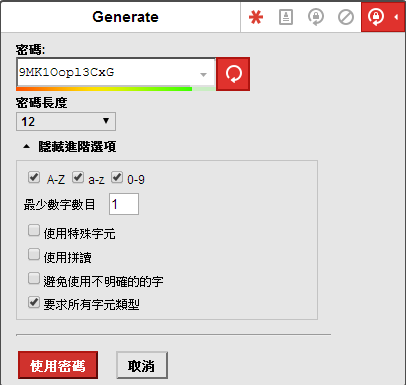 Generate
密碼:
9MK1Oopl3CxG
密碼長度
12
隱藏進階選項
A-Z a-z 0-9
最少數字數目 1
使用特殊字元
使用拼讀
避免使用不明確的的字
要求所有字元類型
使用密碼 取消